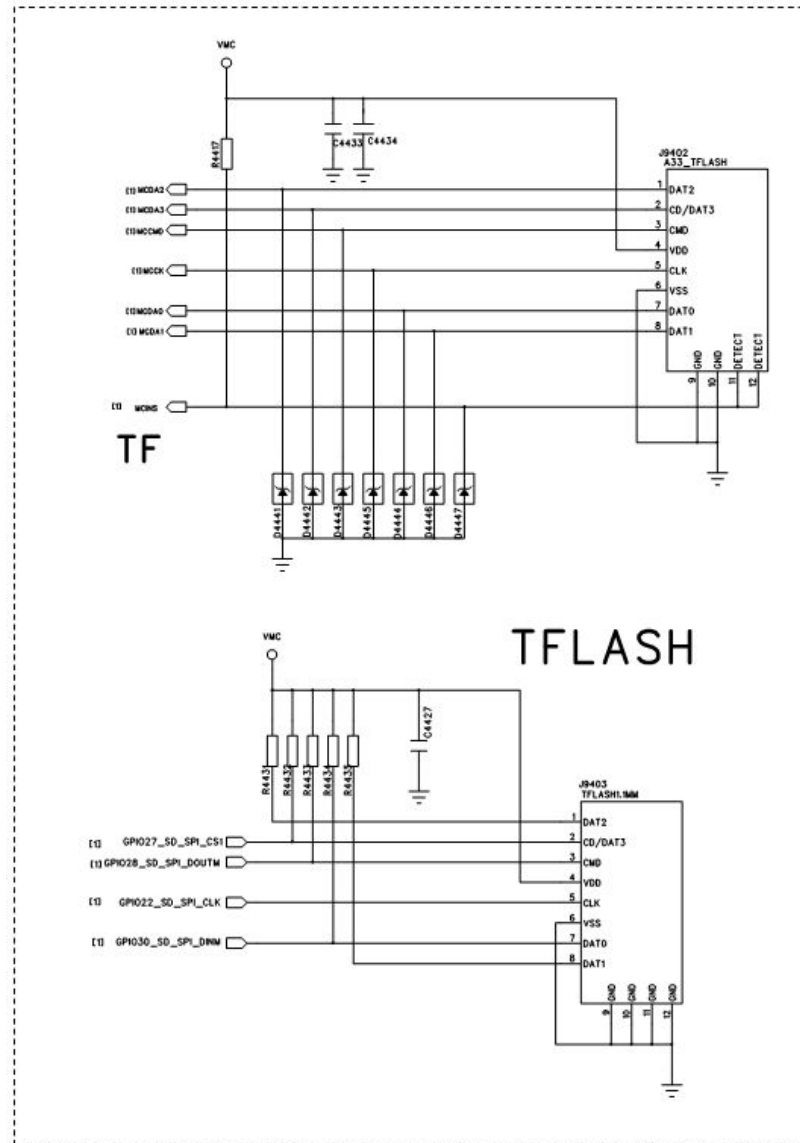 VMC
R4417
C4433 C4434
J9402
A33_TFLASH
[1] MCDA2
[1] MCDA3
[1] MCCMD
[1] MCCK
[1] MCDA0
[1] MCDA1
[1] MCINS
1 DAT2
2 CD/DAT3
3 CMD
4 VDD
5 CLK
6 VSS
7 DAT0
8 DAT1
GND GND DETECT DETECT
9 10 11 12
TF
D4441 D4442 D4443 D4445 D4444 D4446 D4447
TFLASH
VMC
R4431 R4432 R4433 R4434 R4435
C4427
J9403
TFLASH1.1MM
[1] GPIO27_SD_SPI_CS1
[1] GPIO28_SD_SPI_DOUTM
[1] GPIO22_SD_SPI_CLK
[1] GPIO30_SD_SPI_DINM
1 DAT2
2 CD/DAT3
3 CMD
4 VDD
5 CLK
6 VSS
7 DAT0
8 DAT1
GND GND GND GND
9 10 11 12